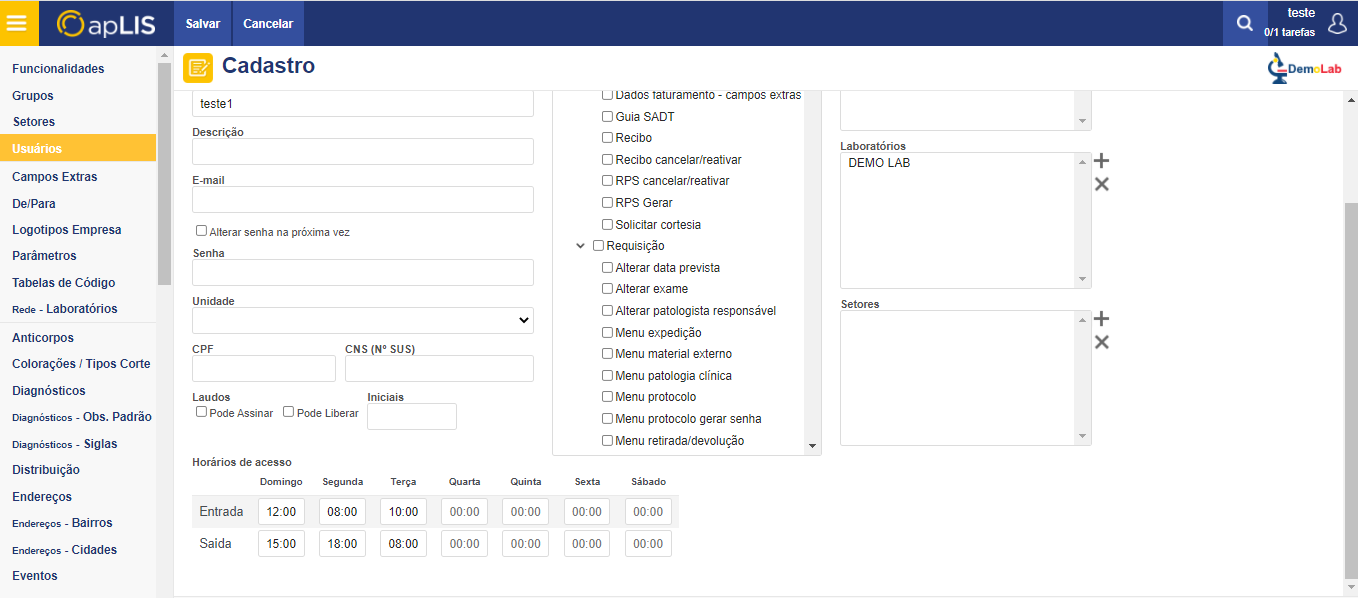 apLIS
Salvar
Cancelar
teste
0/1 tarefas
Funcionalidades
Grupos
Setores
Usuários
Campos Extras
De/Para
Logotipos Empresa
Parâmetros
Tabelas de Código
Rede - Laboratórios
Anticorpos
Colorações / Tipos Corte
Diagnósticos
Diagnósticos - Obs. Padrão
Diagnósticos - Siglas
Distribuição
Endereços
Endereços - Bairros
Endereços - Cidades
Eventos
Cadastro
DemoLab
teste1
Descrição
E-mail
Alterar senha na próxima vez
Senha
Unidade
CPF
CNS (Nº SUS)
Laudos
Iniciais
Pode Assinar
Pode Liberar
Dados faturamento - campos extras
Guia SADT
Recibo
Recibo cancelar/reativar
RPS cancelar/reativar
RPS Gerar
Solicitar cortesia
Requisição
Alterar data prevista
Alterar exame
Alterar patologista responsável
Menu expedição
Menu material externo
Menu patologia clínica
Menu protocolo
Menu protocolo gerar senha
Menu retirada/devolução
Laboratórios
DEMO LAB
Setores
Horários de acesso
Domingo Segunda Terça Quarta Quinta Sexta Sábado
Entrada 12:00 08:00 10:00 00:00 00:00 00:00 00:00
Saida 15:00 18:00 08:00 00:00 00:00 00:00 00:00